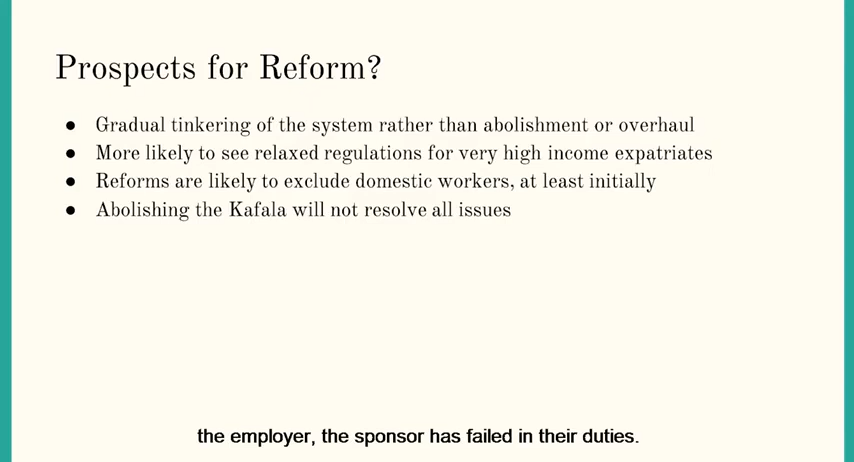 Prospects for Reform?
● Gradual tinkering of the system rather than abolishment or overhaul
● More likely to see relaxed regulations for very high income expatriates
● Reforms are likely to exclude domestic workers, at least initially
● Abolishing the Kafala will not resolve all issues
the employer, the sponsor has failed in their duties.